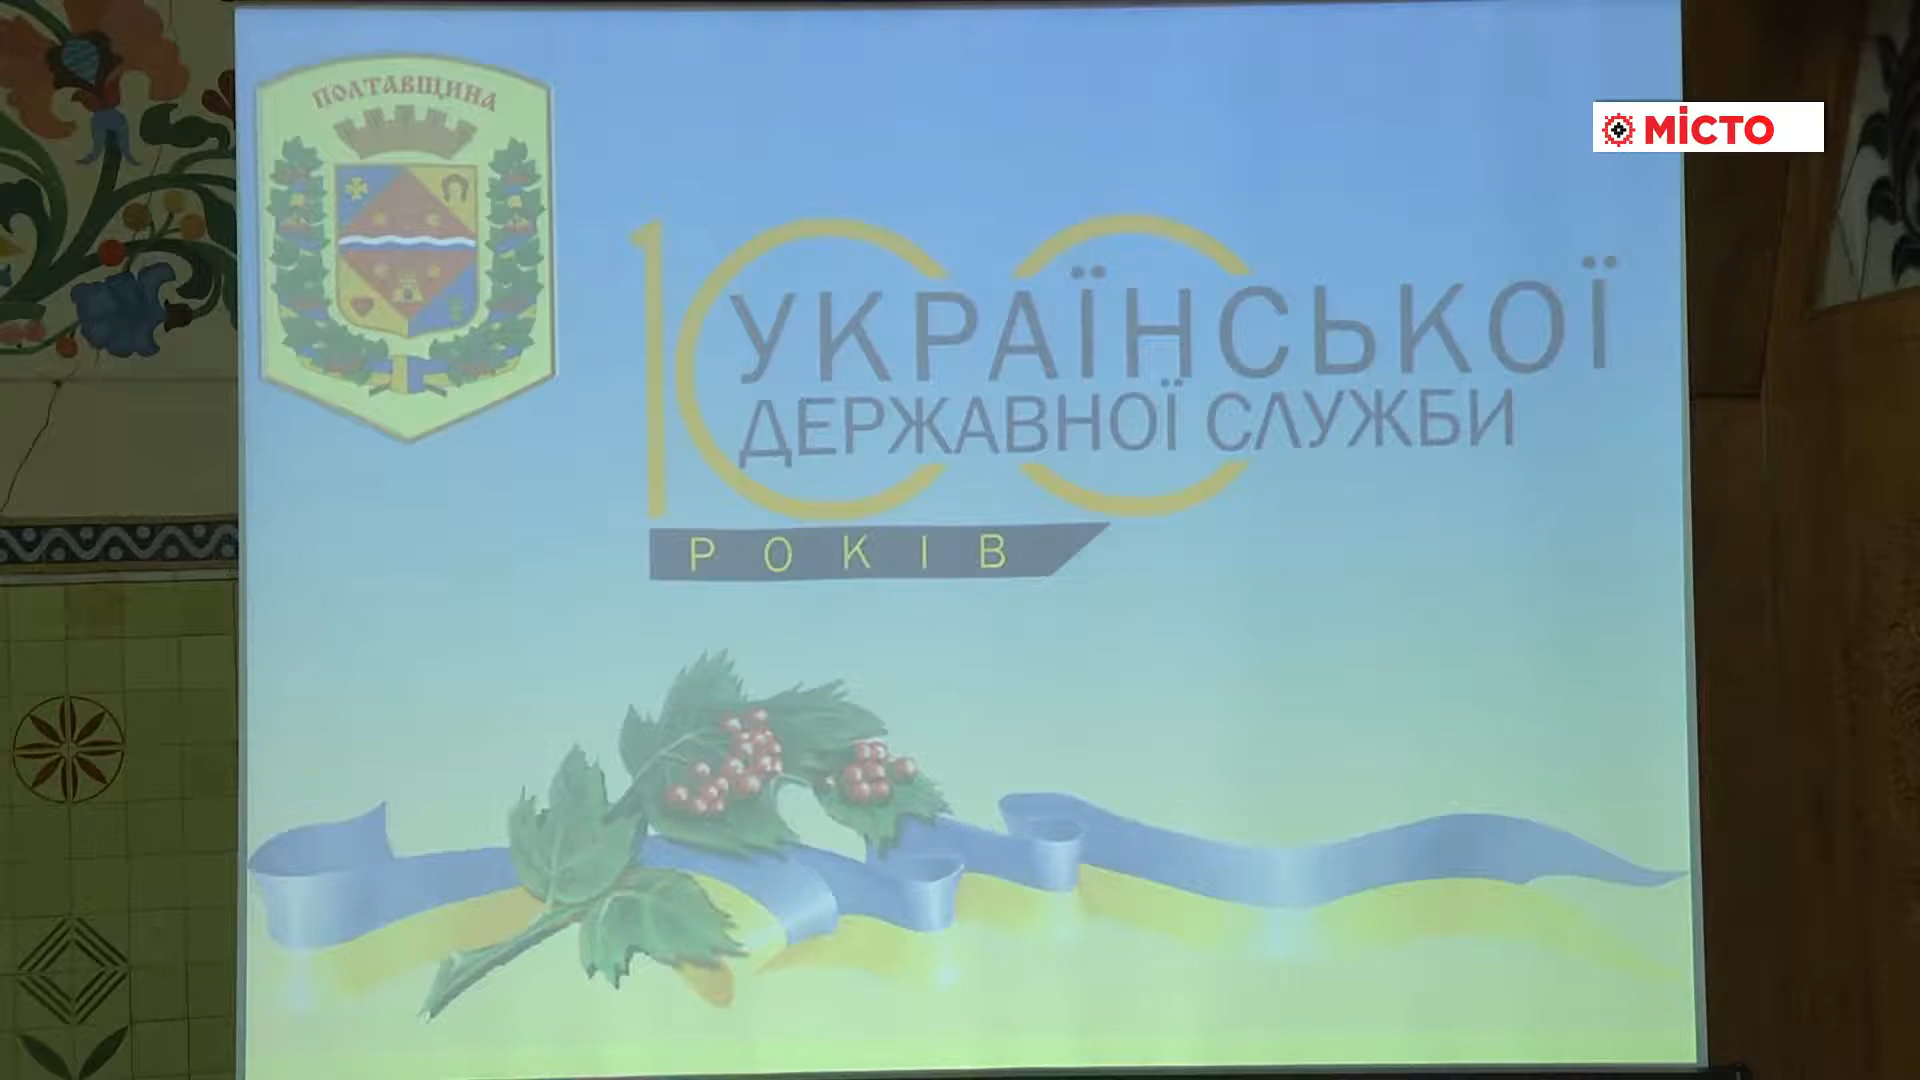 ПОЛТАВЩИНА
МІСТО
100
УКРАЇНСЬКОЇ
ДЕРЖАВНОЇ СЛУЖБИ
РОКІВ